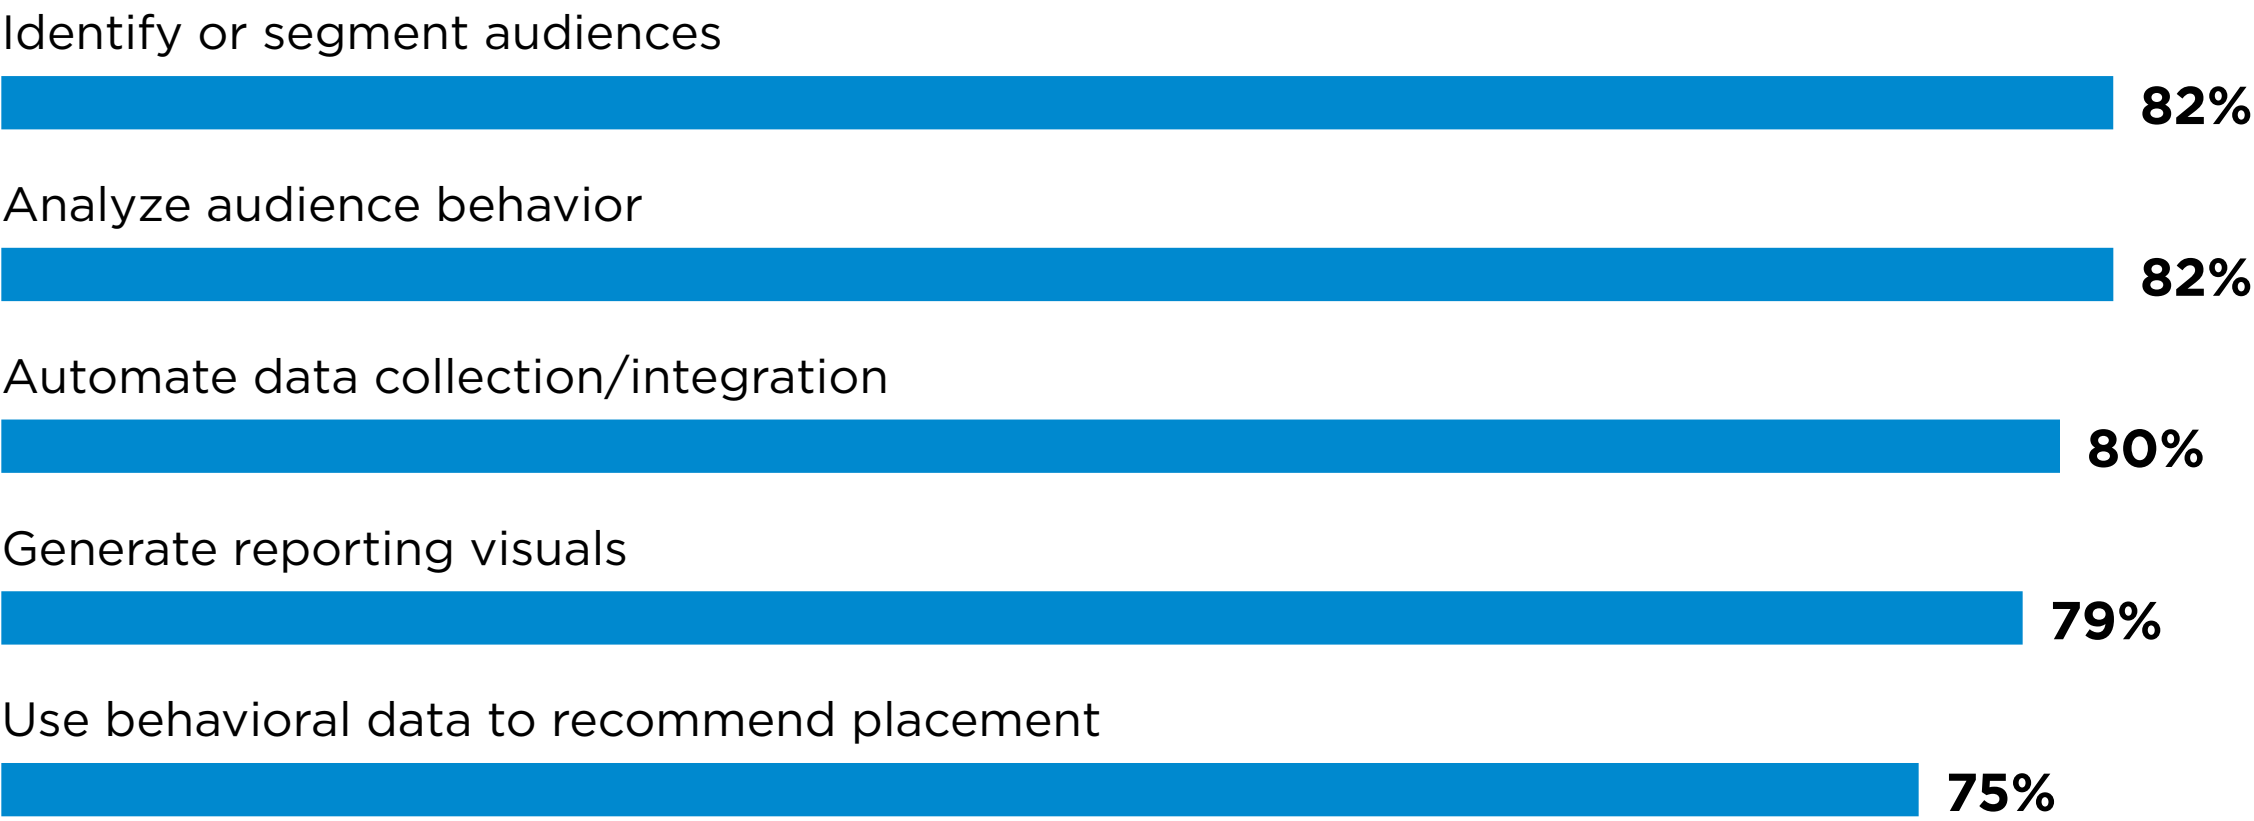 Identify or segment audiences
82%
Analyze audience behavior
82%
Automate data collection/integration
80%
Generate reporting visuals
79%
Use behavioral data to recommend placement
75%